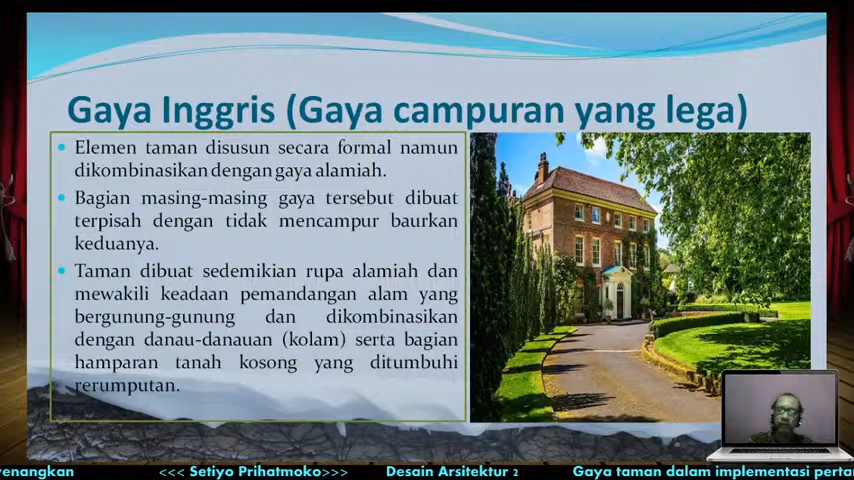 Gaya Inggris (Gaya campuran yang lega)
Elemen taman disusun secara formal namun
dikombinasikan dengan gaya alamiah.
Bagian masing-masing gaya tersebut dibuat
terpisah dengan tidak mencampur baurkan
keduanya.
Taman dibuat sedemikian rupa alamiah dan
mewakili keadaan pemandangan alam yang
bergunung-gunung dan dikombinasikan
dengan danau-danauan (kolam) serta bagian
hamparan tanah kosong yang ditumbuhi
rerumputan.
yenangkan <<< Setiyo Prihatmoko>>> Desain Arsitektur 2 Gaya taman dalam implementasi perta